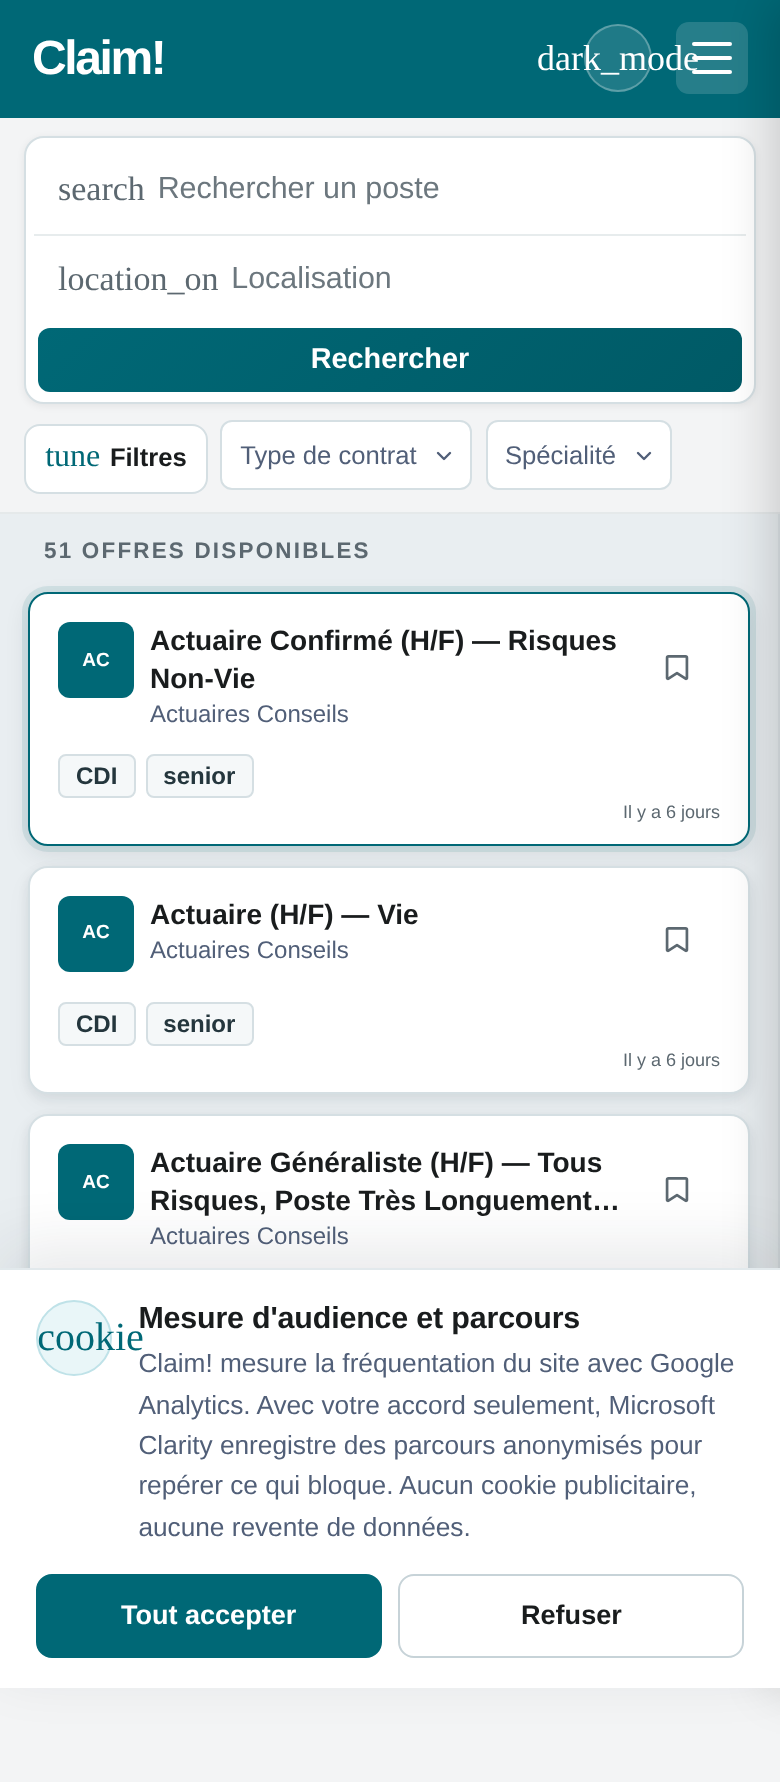 Claim!
dark_mode
search Rechercher un poste
location_on Localisation
Rechercher
tune Filtres
Type de contrat
Spécialité
51 OFFRES DISPONIBLES
AC
Actuaire Confirmé (H/F) — Risques
Non-Vie
Actuaires Conseils
CDI
senior
Il y a 6 jours
AC
Actuaire (H/F) — Vie
Actuaires Conseils
CDI
senior
Il y a 6 jours
AC
Actuaire Généraliste (H/F) — Tous
Risques, Poste Très Longuement…
Actuaires Conseils
cookie
Mesure d'audience et parcours
Claim! mesure la fréquentation du site avec Google
Analytics. Avec votre accord seulement, Microsoft
Clarity enregistre des parcours anonymisés pour
repérer ce qui bloque. Aucun cookie publicitaire,
aucune revente de données.
Tout accepter
Refuser